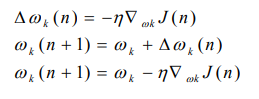 Δω_k(n) = −η∇_{ωk} J(n)
ω_k(n+1) = ω_k + Δω_k(n)
ω_k(n+1) = ω_k − η∇_{ωk} J(n)